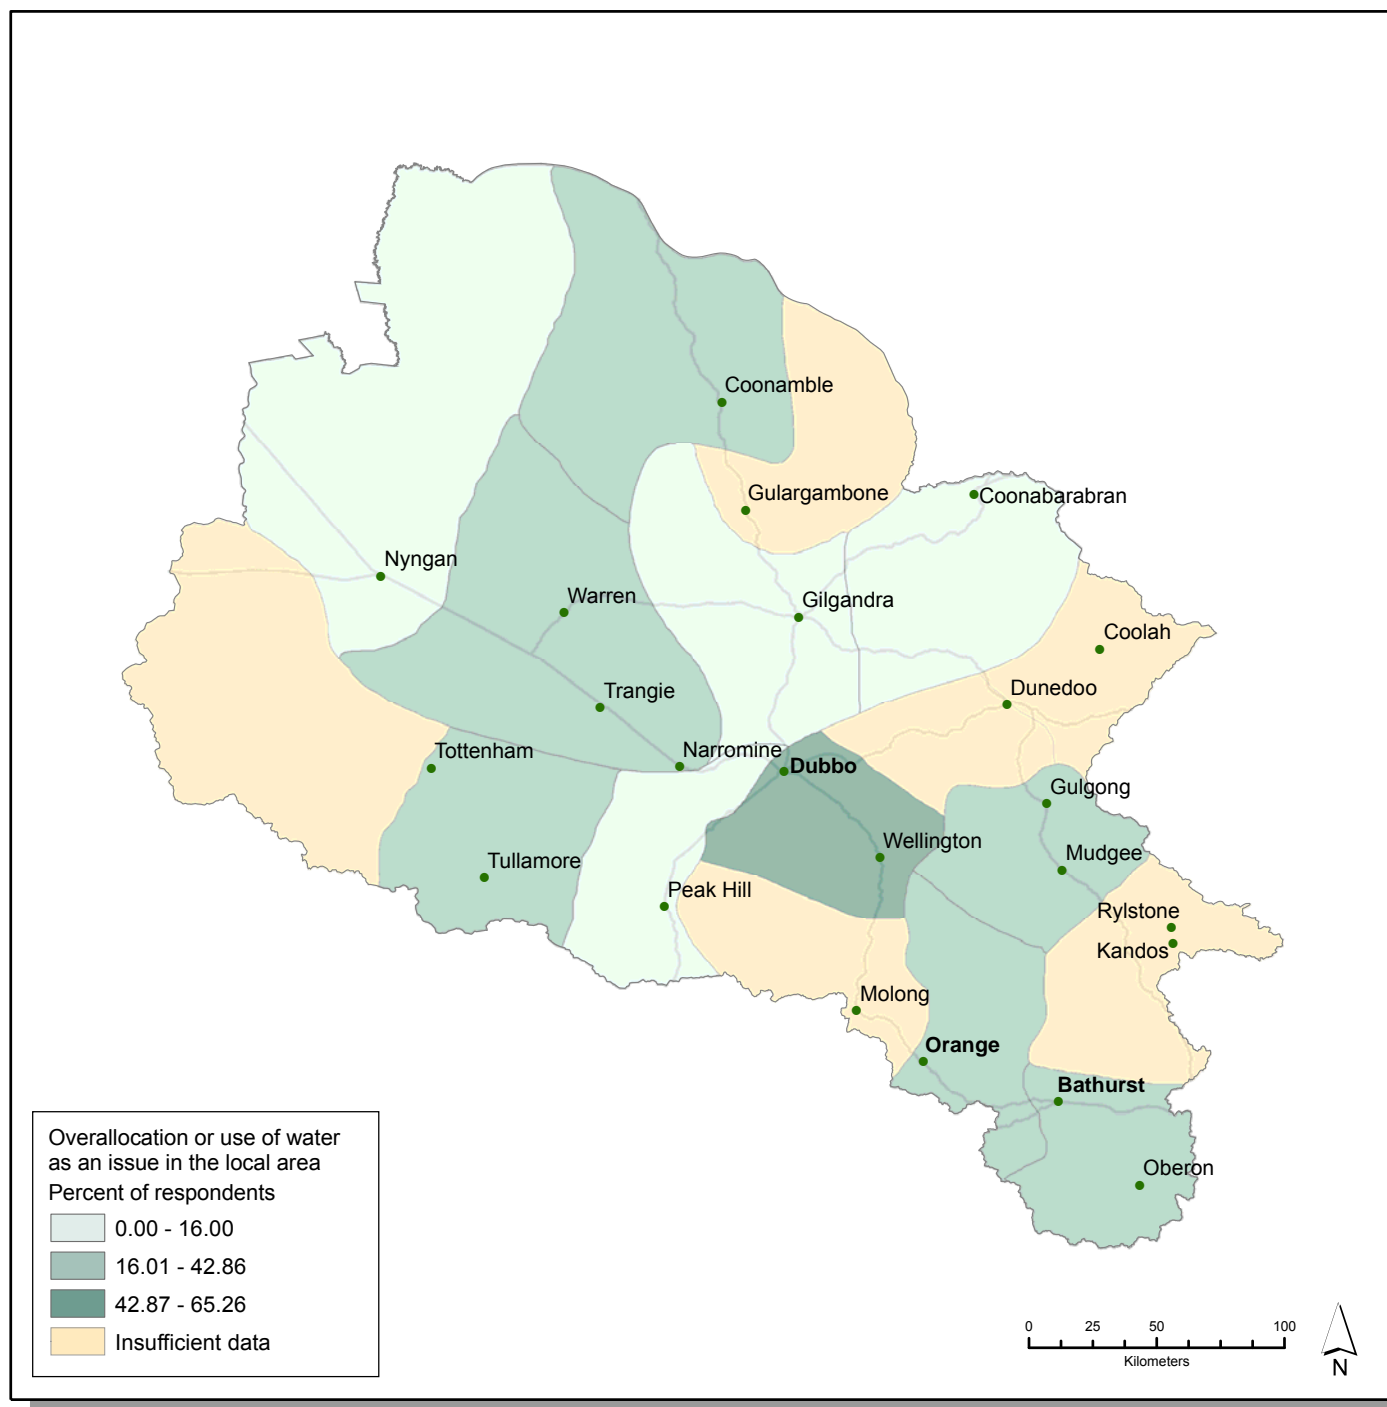 Coonamble
Gulargambone
Coonabarabran
Nyngan
Warren
Gilgandra
Coolah
Trangie
Dunedoo
Tottenham
Narromine
Dubbo
Gulgong
Wellington
Mudgee
Tullamore
Peak Hill
Rylstone
Kandos
Molong
Orange
Bathurst
Oberon
Overallocation or use of water
as an issue in the local area
Percent of respondents
0.00 - 16.00
16.01 - 42.86
42.87 - 65.26
Insufficient data
0 25 50 100
Kilometers
N